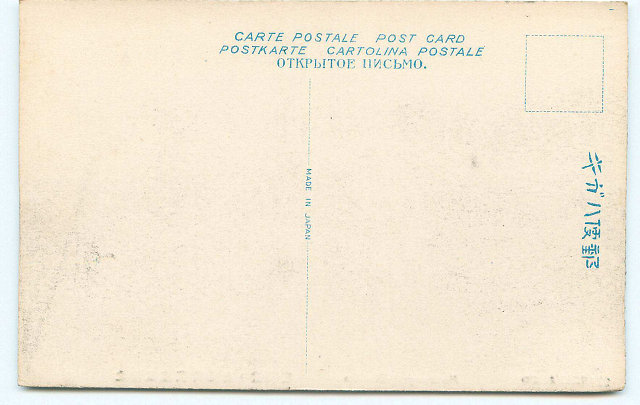 CARTE POSTALE POST CARD
POSTKARTE CARTOLINA POSTALE
ОТКРЫТОЕ ПИСЬМО.
MADE IN JAPAN
キガハ便郵